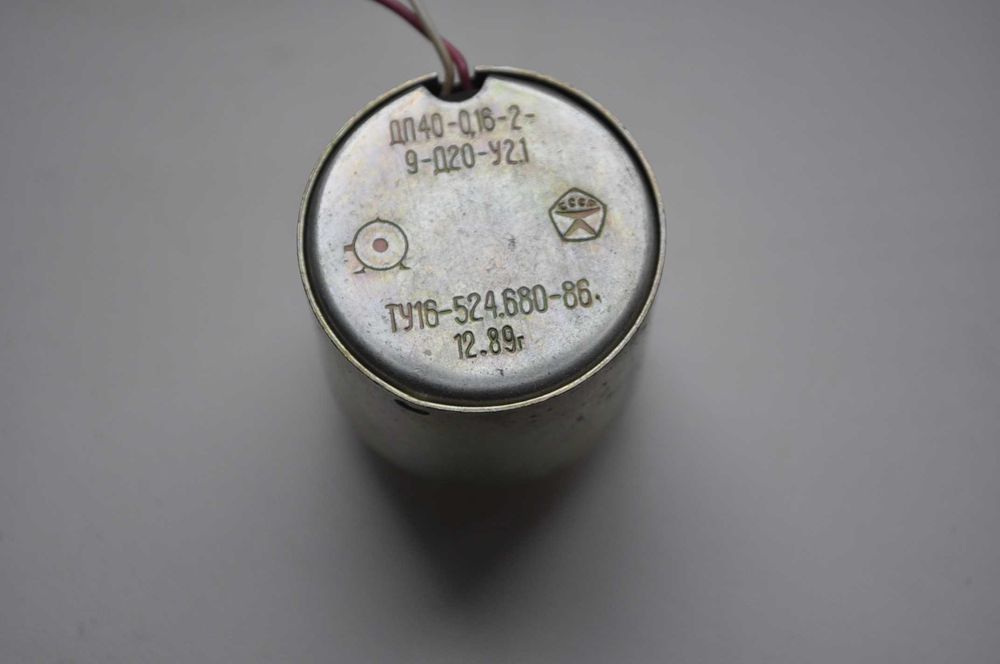 ДП40-0,16-2-
9-Д20-У2.1
СССР
ТУ16-524.680-86.
12.89г